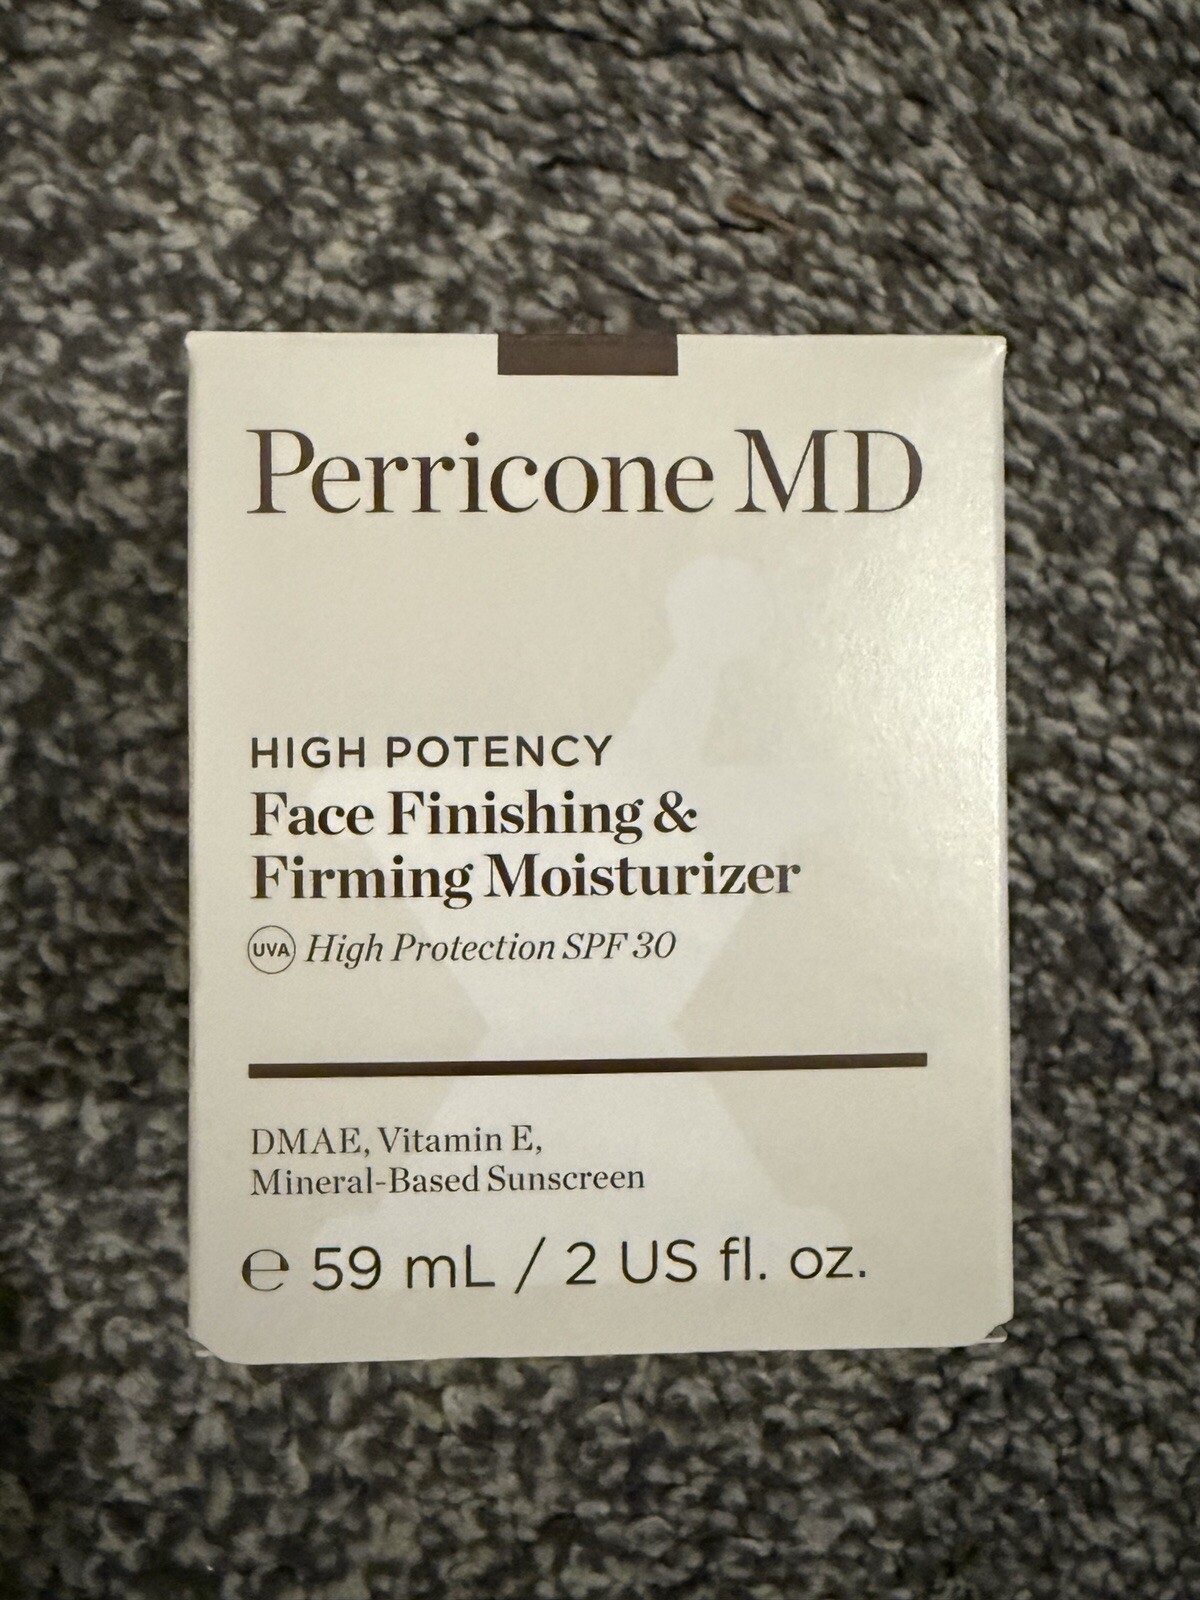 Perricone MD
HIGH POTENCY
Face Finishing &
Firming Moisturizer
UVA High Protection SPF 30
DMAE, Vitamin E,
Mineral-Based Sunscreen
℮ 59 mL / 2 US fl. oz.